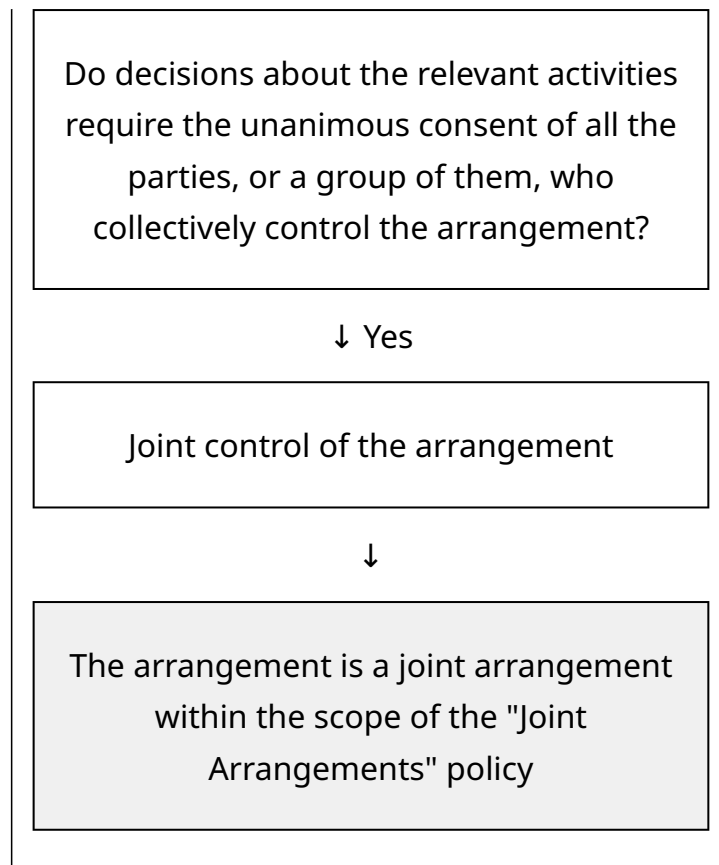 Do decisions about the relevant activities
require the unanimous consent of all the
parties, or a group of them, who
collectively control the arrangement?
↓ Yes
Joint control of the arrangement
↓
The arrangement is a joint arrangement
within the scope of the "Joint
Arrangements" policy